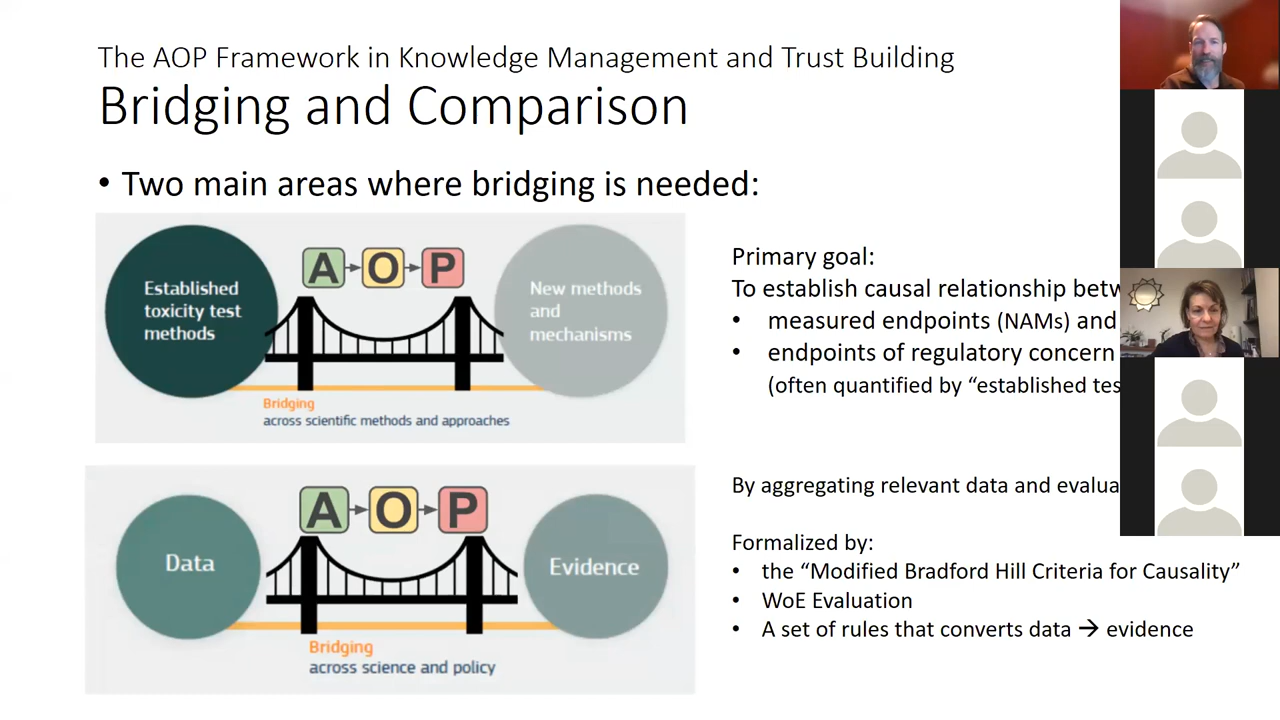 The AOP Framework in Knowledge Management and Trust Building
Bridging and Comparison
• Two main areas where bridging is needed:
Established
toxicity test
methods
A O P
New methods
and
mechanisms
Bridging
across scientific methods and approaches
Primary goal:
To establish causal relationship
• measured endpoints (NAMs) and
• endpoints of regulatory concern
(often quantified by “established
Data
A O P
Evidence
Bridging
across science and policy
By aggregating relevant data and
Formalized by:
• the “Modified Bradford Hill Criteria for Causality”
• WoE Evaluation
• A set of rules that converts data → evidence